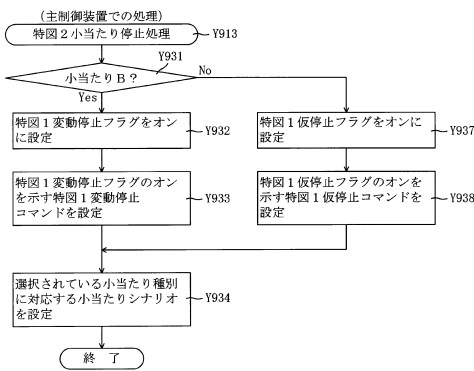 (主制御装置での処理)
特図2小当たり停止処理
Y913
Y931
小当たりB?
No
Yes
特図1変動停止フラグをオン
に設定
Y932
特図1仮停止フラグをオンに
設定
Y937
特図1変動停止フラグのオン
を示す特図1変動停止
コマンドを設定
Y933
特図1仮停止フラグのオンを
示す特図1仮停止コマンドを
設定
Y938
選択されている小当たり種別
に対応する小当たりシナリオ
を設定
Y934
終 了